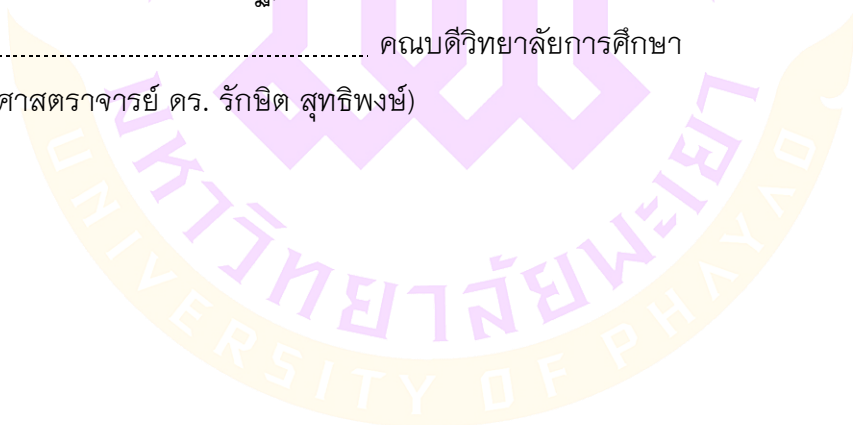 คณบดีวิทยาลัยการศึกษา
ศาสตราจารย์ ดร. รักษิต สุทธิพงษ์)
มหาวิทยาลัยพะเยา
UNIVERSITY OF PHAYAO